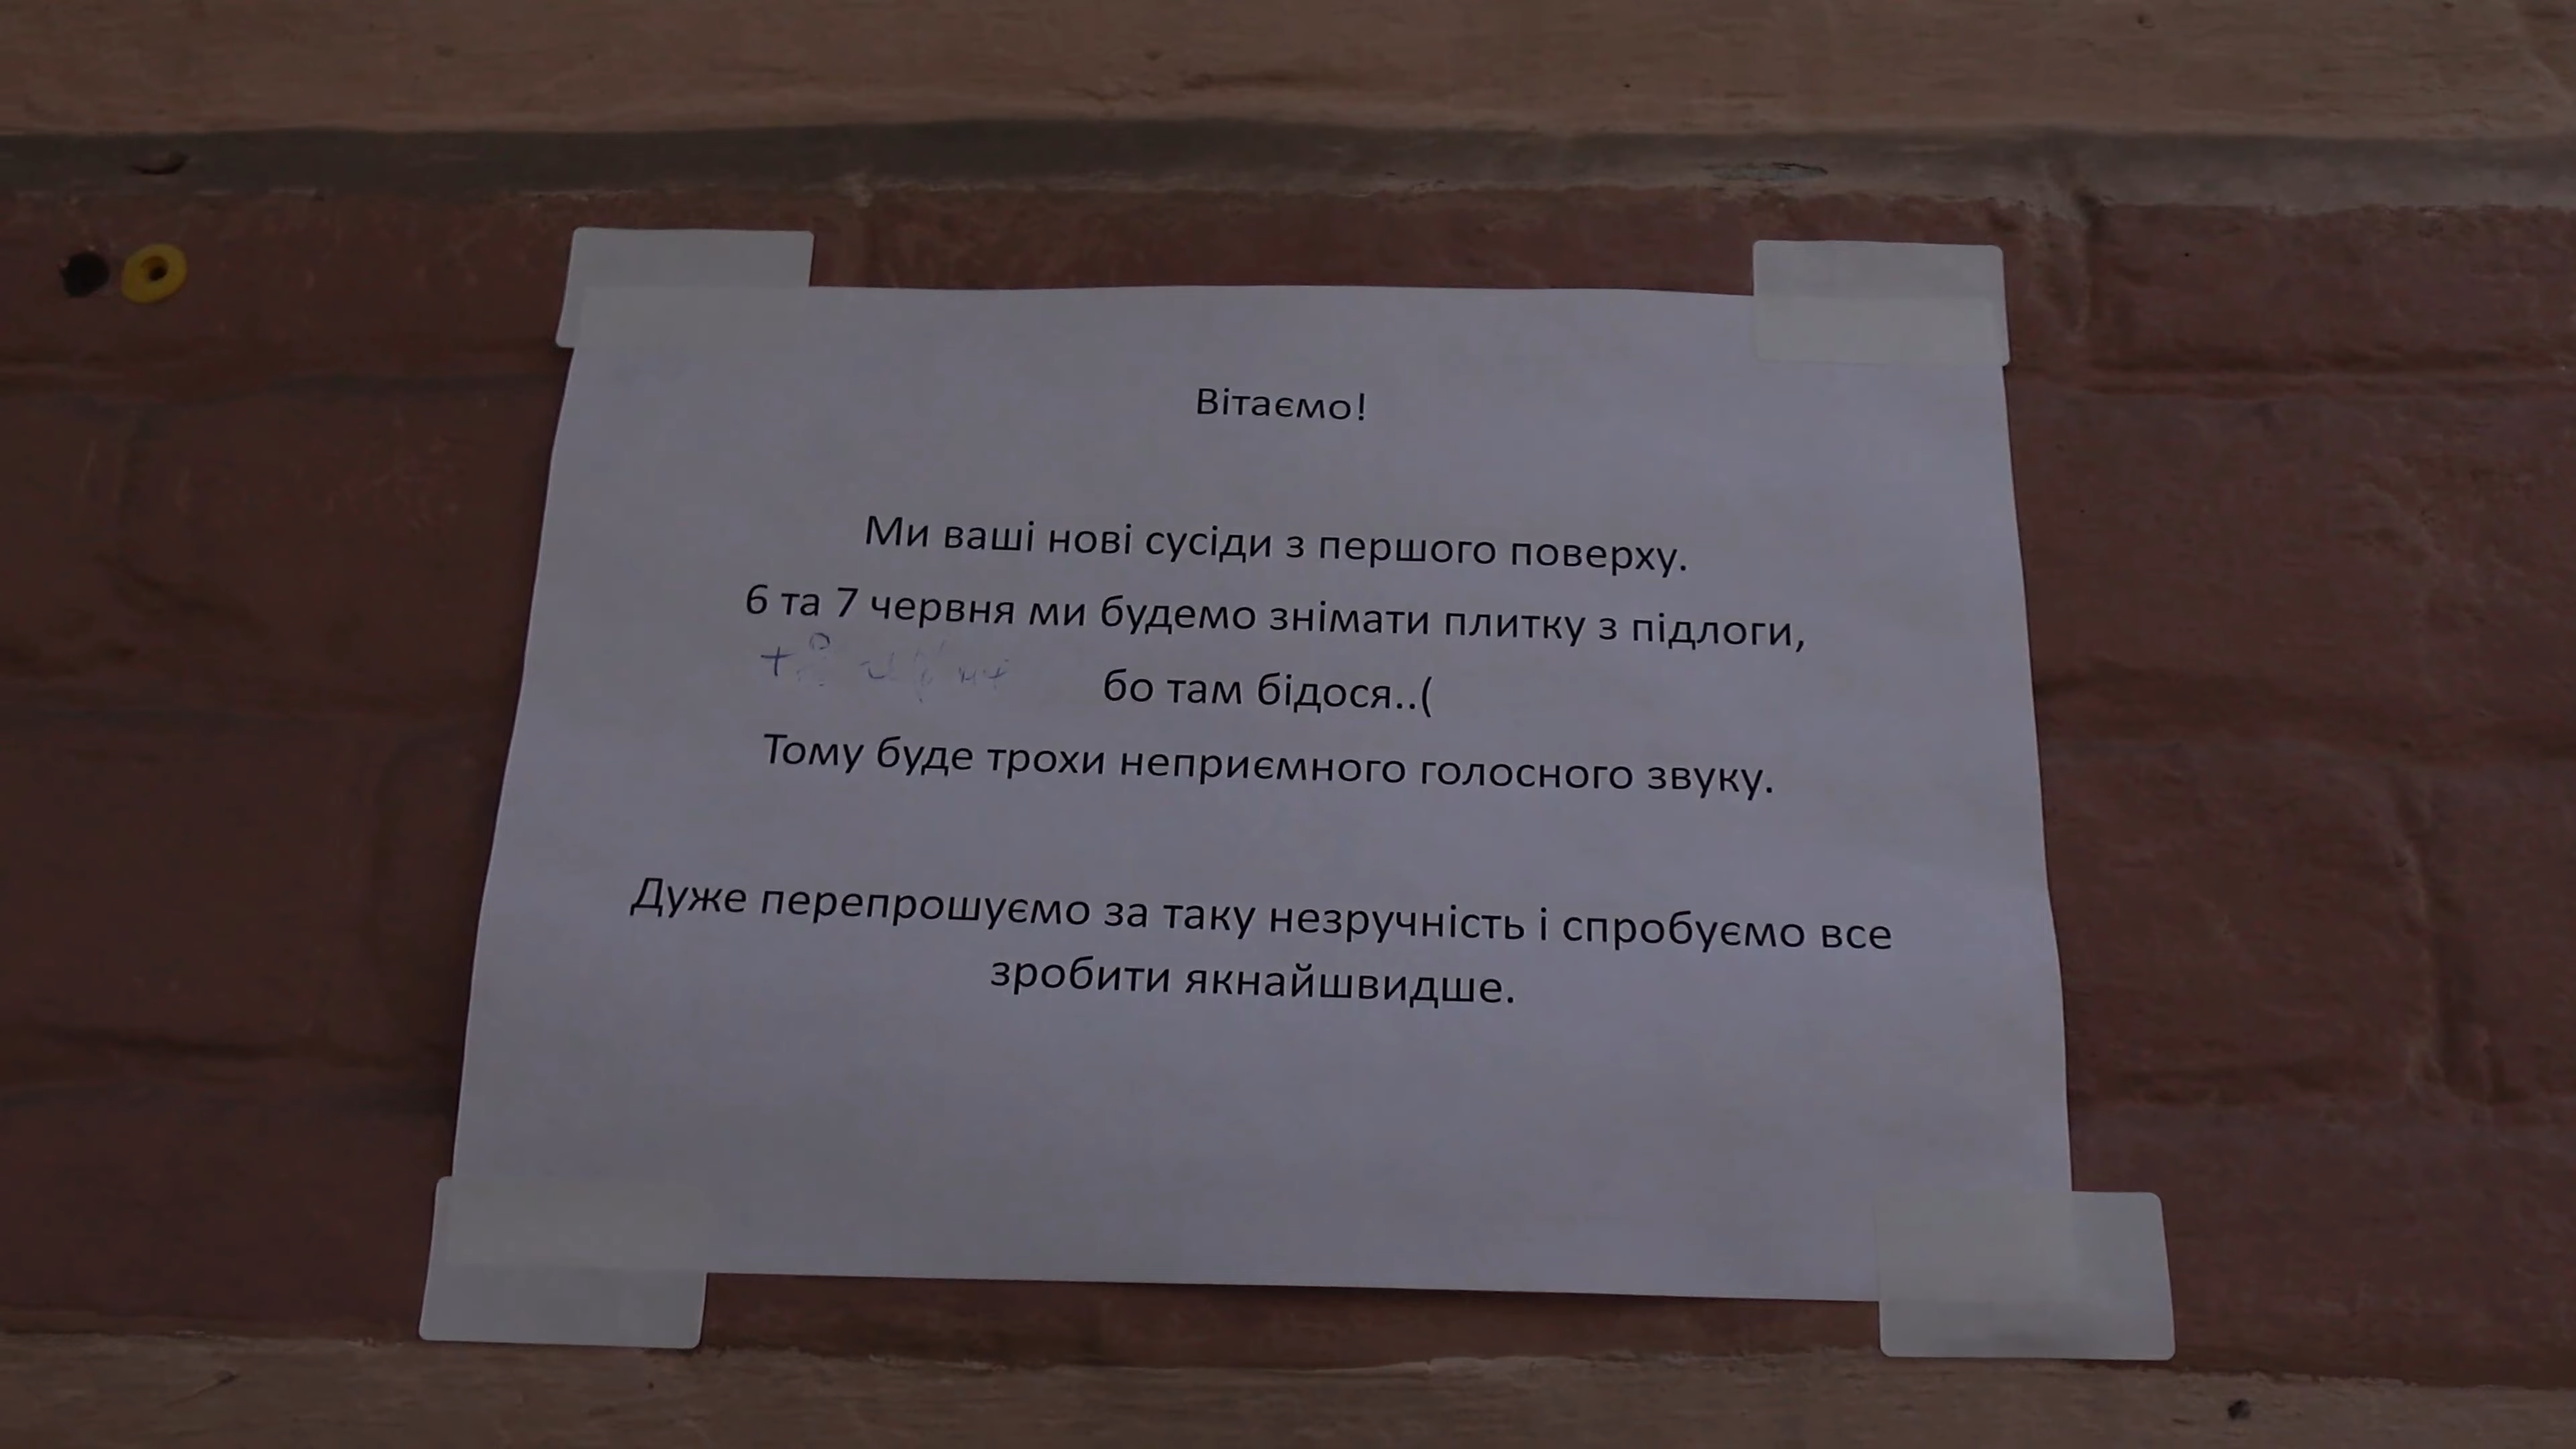 Вітаємо!
Ми ваші нові сусіди з першого поверху.
6 та 7 червня ми будемо знімати плитку з підлоги,
бо там бідося..(
Тому буде трохи неприємного голосного звуку.
Дуже перепрошуємо за таку незручність і спробуємо все
зробити якнайшвидше.